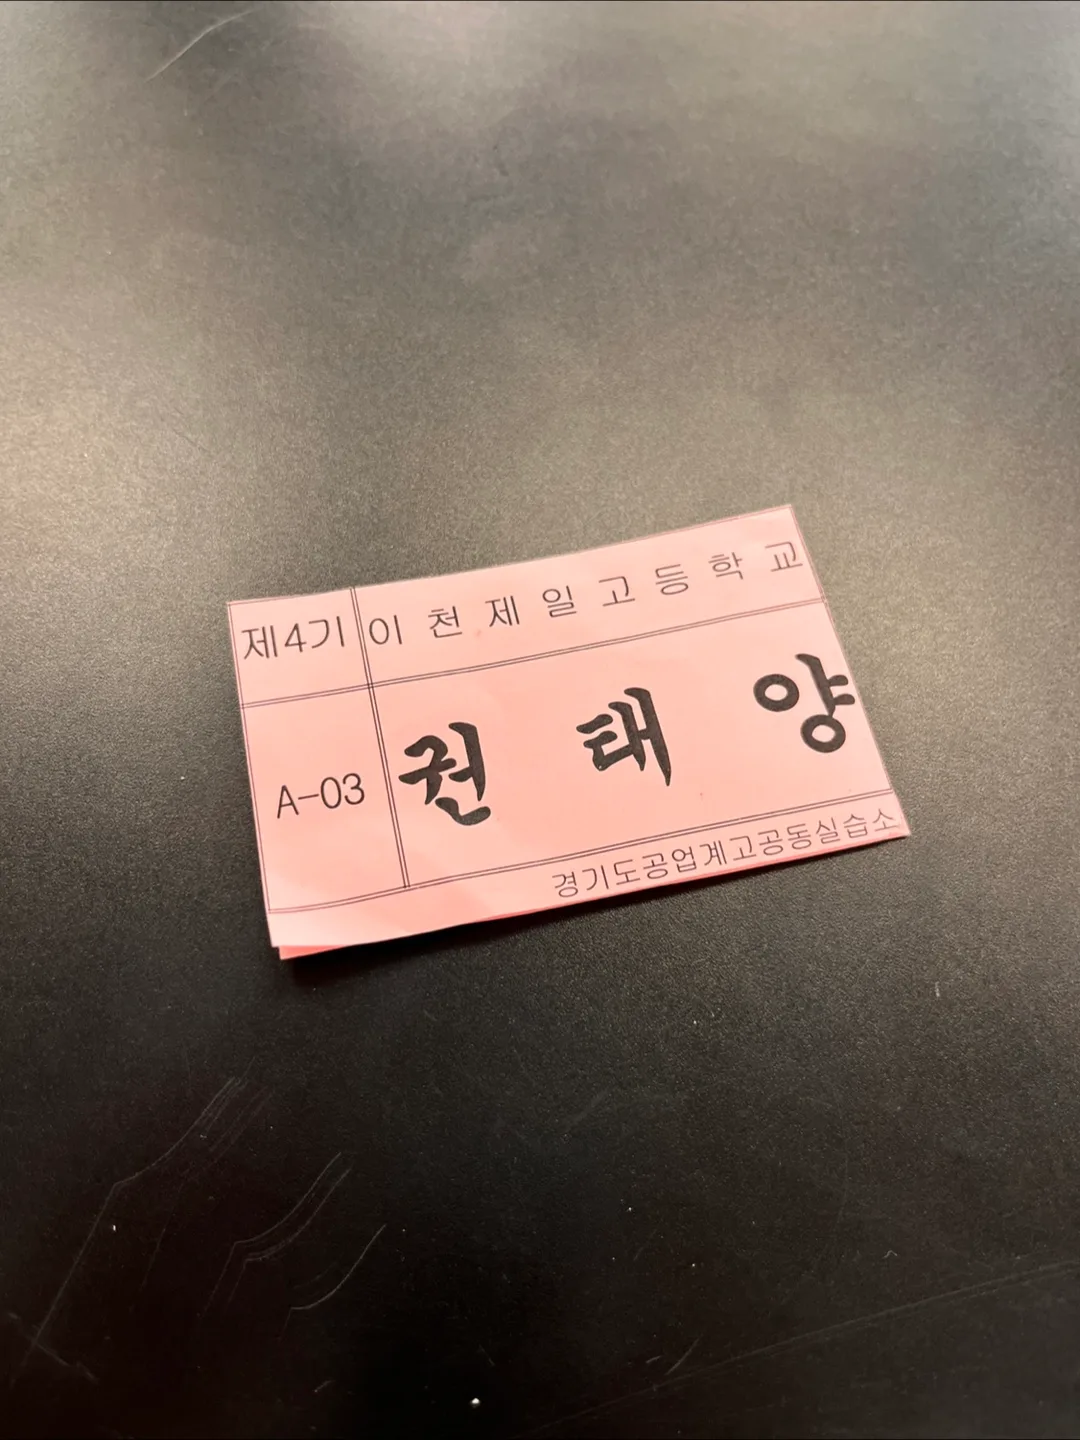 제4기 이 천 제 일 고 등 학 교
A-03 권 태 양
경기도공업계고공동실습소